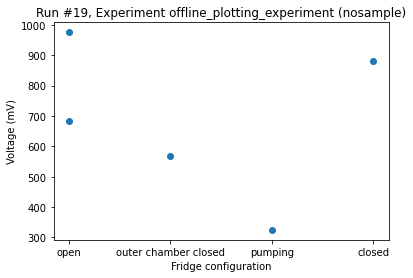 Run #19, Experiment offline_plotting_experiment (nosample)
1000
900
800
700
600
500
400
300
Voltage (mV)
open outer chamber closed pumping closed
Fridge configuration